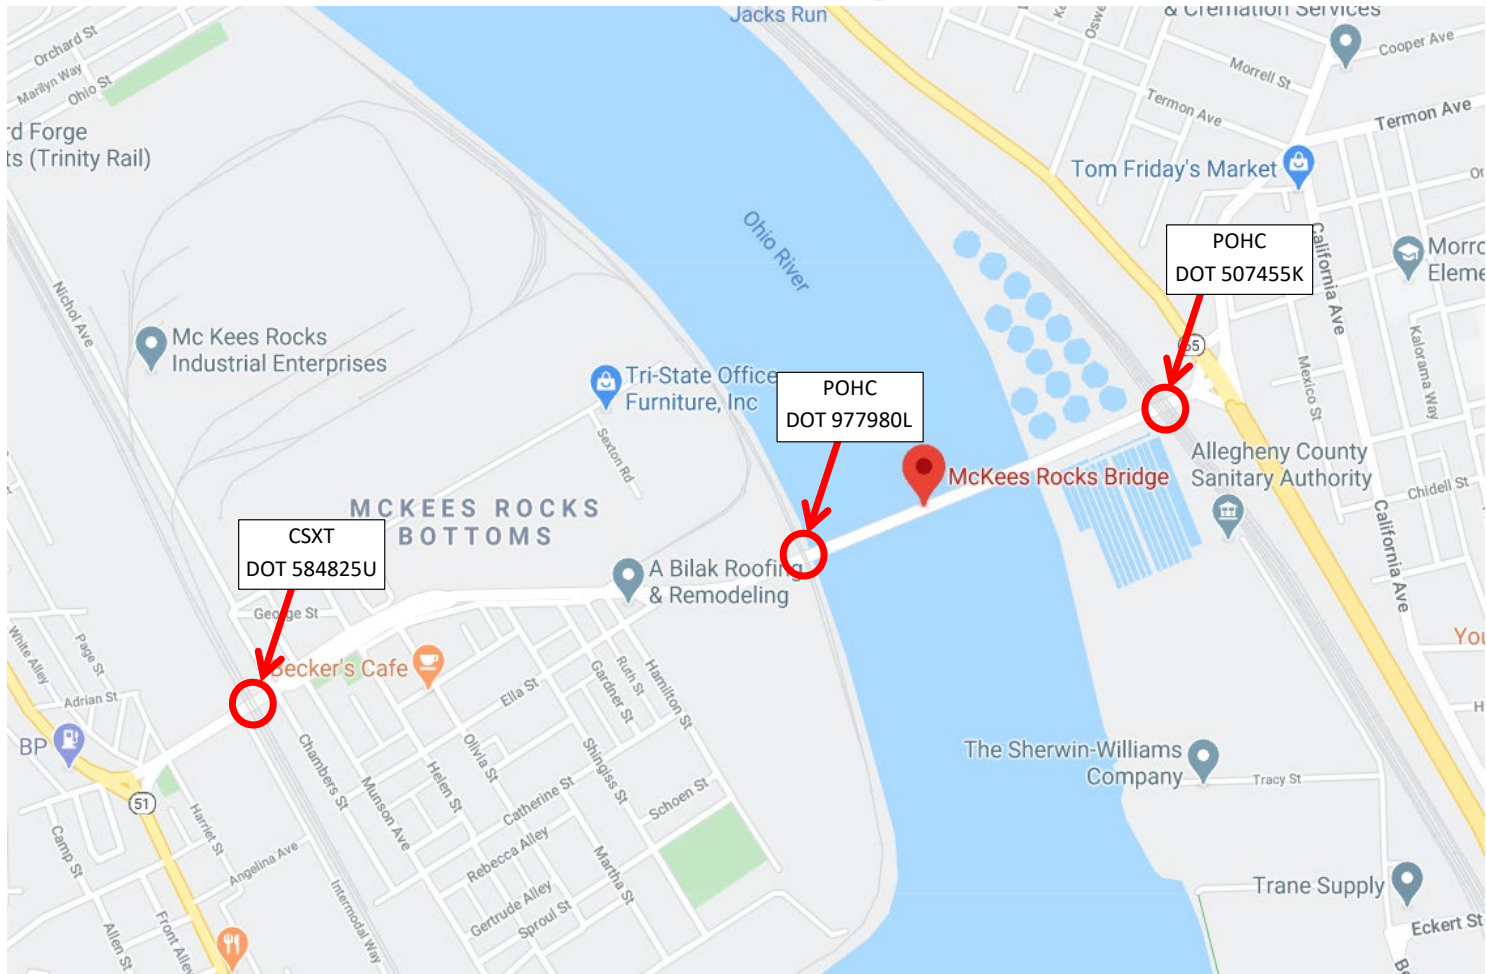 Jacks Run
& Cremation Services
Orchard St
Marilyn Way
Ohio St
Cooper Ave
Morrell St
Termon Ave
Termon Ave
rd Forge
ts (Trinity Rail)
Tom Friday's Market
Ohio River
POHC
DOT 507455K
California Ave
Morro
Eleme
Nichol Ave
Mc Kees Rocks
Industrial Enterprises
65
Mexico St
Kalorama Way
Tri-State Office
Furniture, Inc
POHC
DOT 977980L
Sexton Rd
Allegheny County
Sanitary Authority
McKees Rocks Bridge
Chidell St
MCKEES ROCKS
BOTTOMS
CSXT
DOT 584825U
California Ave
A Bilak Roofing
& Remodeling
George St
White Alley
Page St
Becker's Cafe
Adrian St
Ella St
Gardner St
Ruth St
Hamilton St
You
BP
Chambers St
Munson Ave
Helen St
Olivia St
Shingiss St
Catherine St
Schoen St
The Sherwin-Williams
Company
Tracy St
51
Harriet St
Camp St
Angelina Ave
Rebecca Alley
Martha St
Gertrude Alley
Sproul St
Intermodal Way
Allen St
Front Alley
Trane Supply
Eckert St